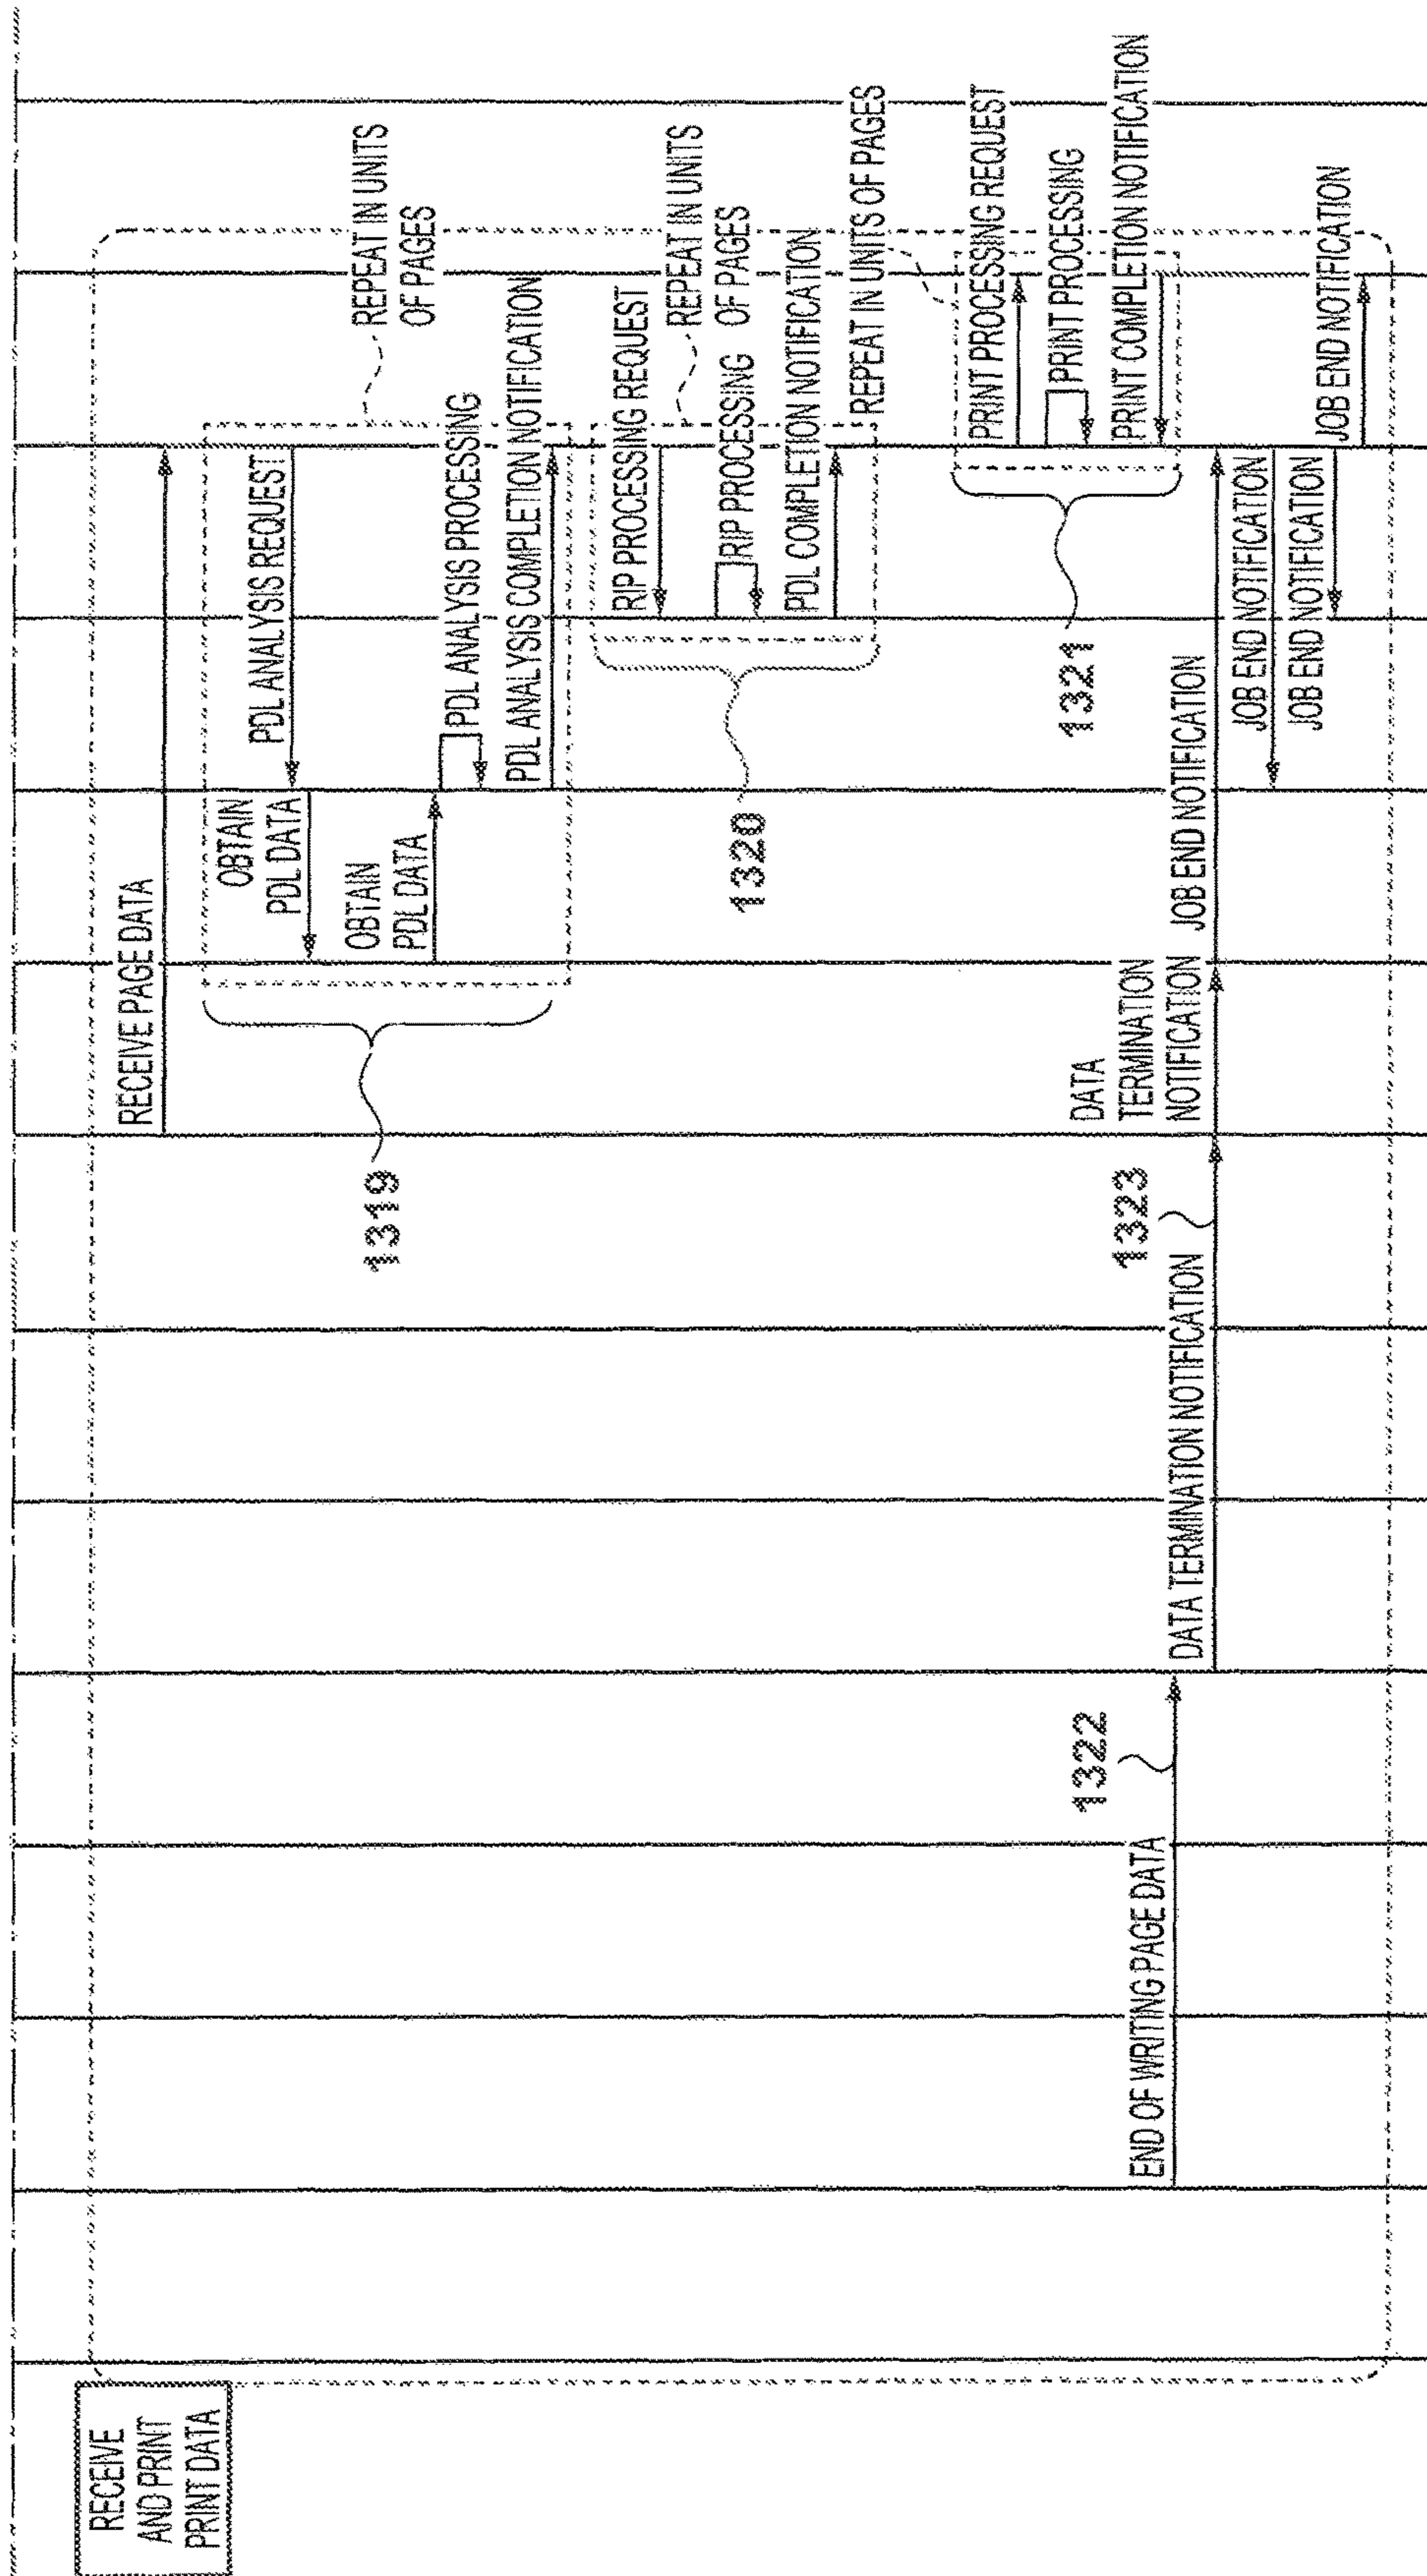 RECEIVE
AND PRINT
PRINT DATA
RECEIVE PAGE DATA
REPEAT IN UNITS
OF PAGES
PDL ANALYSIS REQUEST
OBTAIN
PDL DATA
OBTAIN
PDL DATA
PDL ANALYSIS PROCESSING
PDL ANALYSIS COMPLETION NOTIFICATION
1319
REPEAT IN UNITS
OF PAGES
RIP PROCESSING REQUEST
RIP PROCESSING
PDL COMPLETION NOTIFICATION
1320
REPEAT IN UNITS OF PAGES
PRINT PROCESSING REQUEST
PRINT PROCESSING
PRINT COMPLETION NOTIFICATION
1321
END OF WRITING PAGE DATA
1322
DATA TERMINATION NOTIFICATION
1323
DATA
TERMINATION
NOTIFICATION
JOB END NOTIFICATION
JOB END NOTIFICATION
JOB END NOTIFICATION
JOB END NOTIFICATION